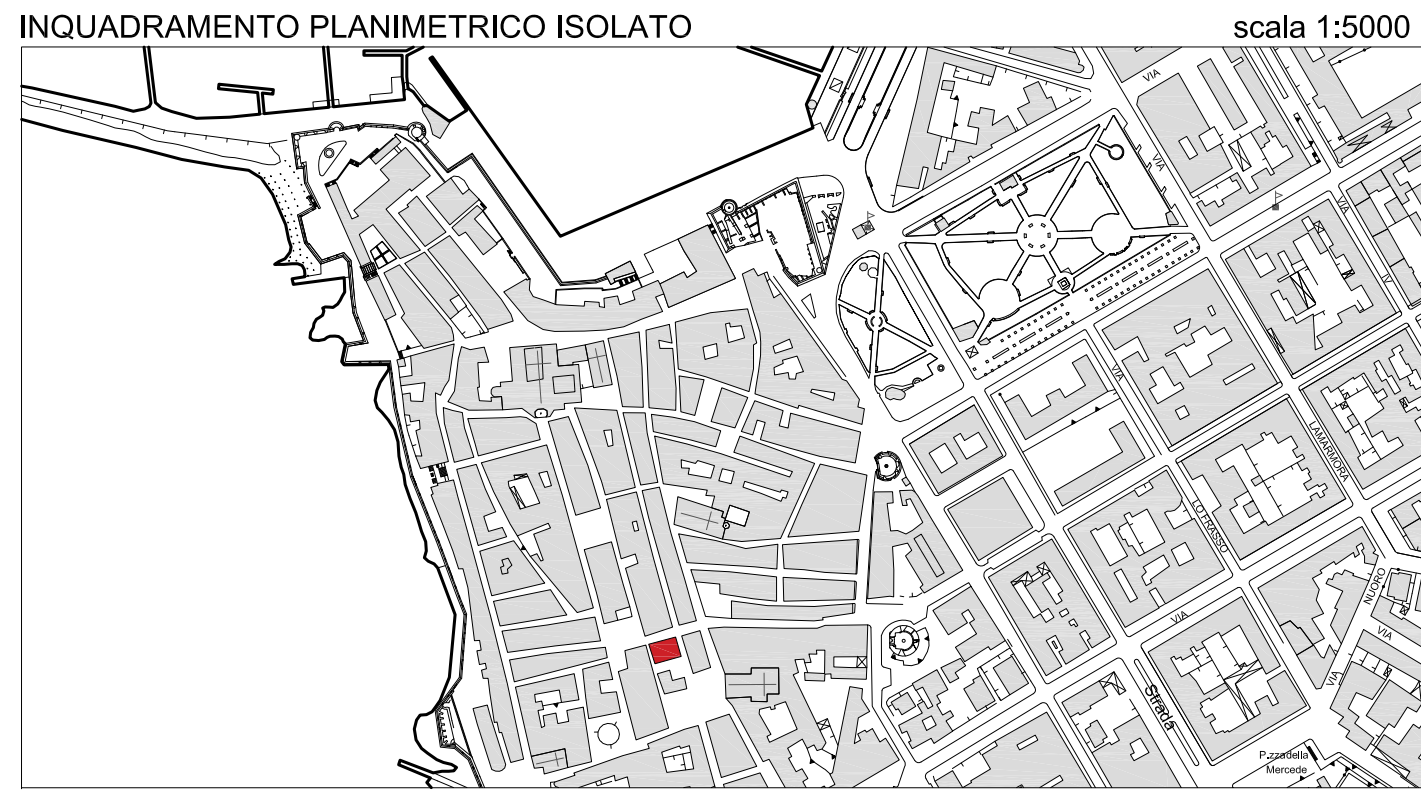 INQUADRAMENTO PLANIMETRICO ISOLATO
scala 1:5000
VIA
VIA
VIA
VIA
LAMARMORA
LO FRASSO
NUORO
VIA
VIA
VIA
Strada
P.zzadella
Mercede